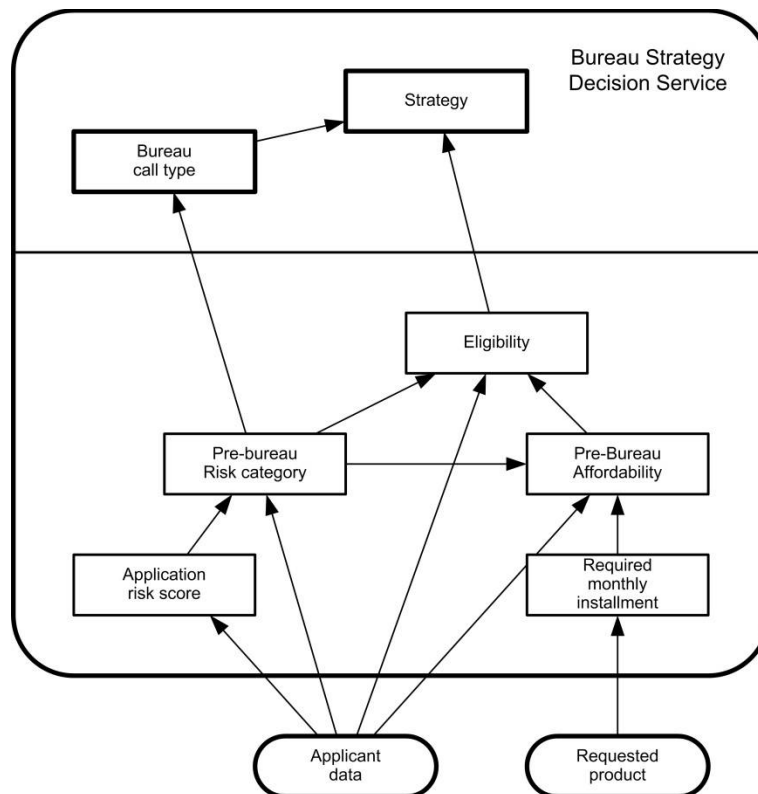 Bureau Strategy
Decision Service
Strategy
Bureau
call type
Eligibility
Pre-bureau
Risk category
Pre-Bureau
Affordability
Application
risk score
Required
monthly
installment
Applicant
data
Requested
product